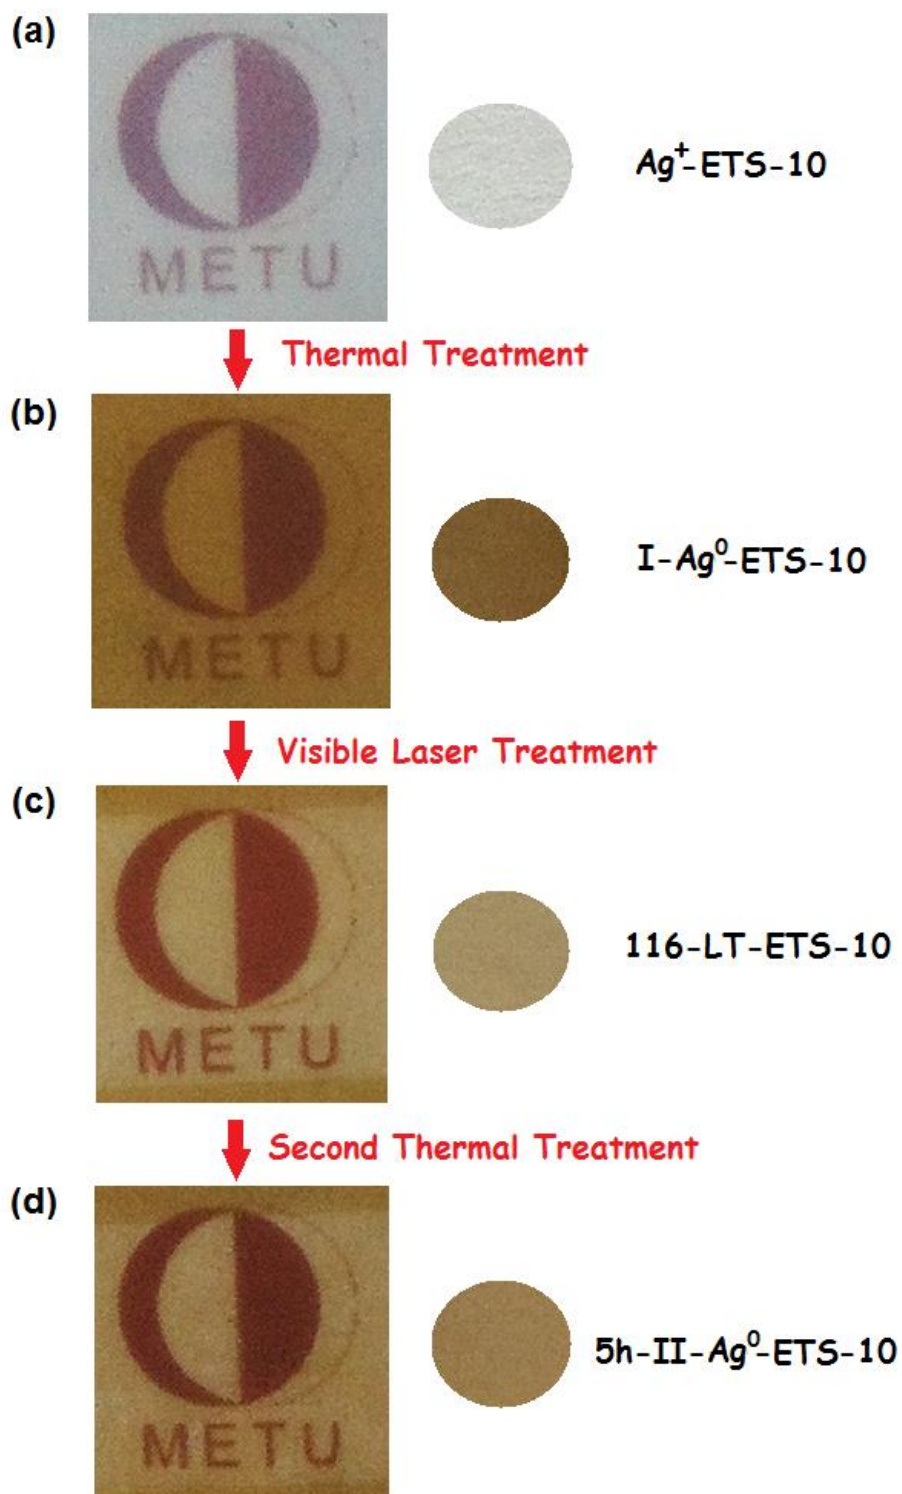 (a)
METU
Ag⁺-ETS-10
Thermal Treatment
(b)
METU
I-Ag⁰-ETS-10
Visible Laser Treatment
(c)
METU
116-LT-ETS-10
Second Thermal Treatment
(d)
METU
5h-II-Ag⁰-ETS-10